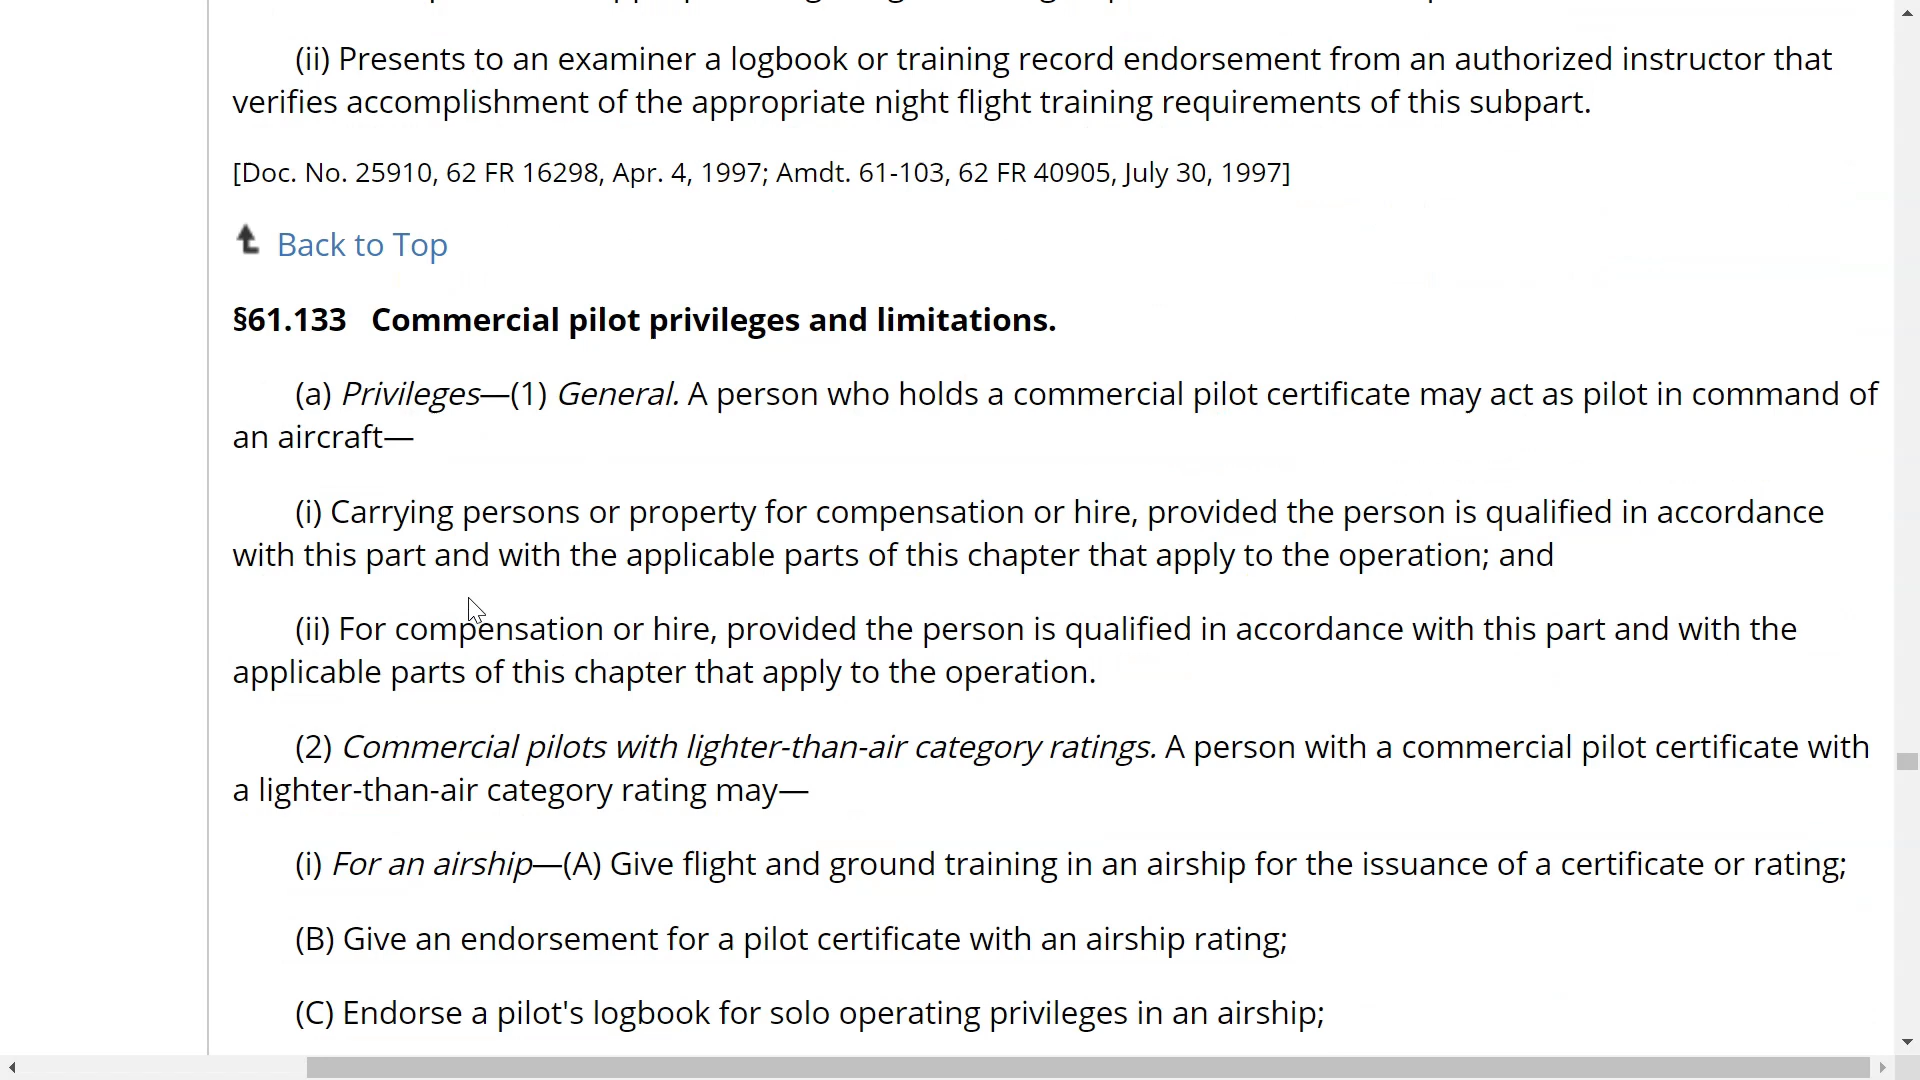 (ii) Presents to an examiner a logbook or training record endorsement from an authorized instructor that
verifies accomplishment of the appropriate night flight training requirements of this subpart.
[Doc. No. 25910, 62 FR 16298, Apr. 4, 1997; Amdt. 61-103, 62 FR 40905, July 30, 1997]
Back to Top
§61.133 Commercial pilot privileges and limitations.
(a) Privileges—(1) General. A person who holds a commercial pilot certificate may act as pilot in command of
an aircraft—
(i) Carrying persons or property for compensation or hire, provided the person is qualified in accordance
with this part and with the applicable parts of this chapter that apply to the operation; and
(ii) For compensation or hire, provided the person is qualified in accordance with this part and with the
applicable parts of this chapter that apply to the operation.
(2) Commercial pilots with lighter-than-air category ratings. A person with a commercial pilot certificate with
a lighter-than-air category rating may—
(i) For an airship—(A) Give flight and ground training in an airship for the issuance of a certificate or rating;
(B) Give an endorsement for a pilot certificate with an airship rating;
(C) Endorse a pilot's logbook for solo operating privileges in an airship;